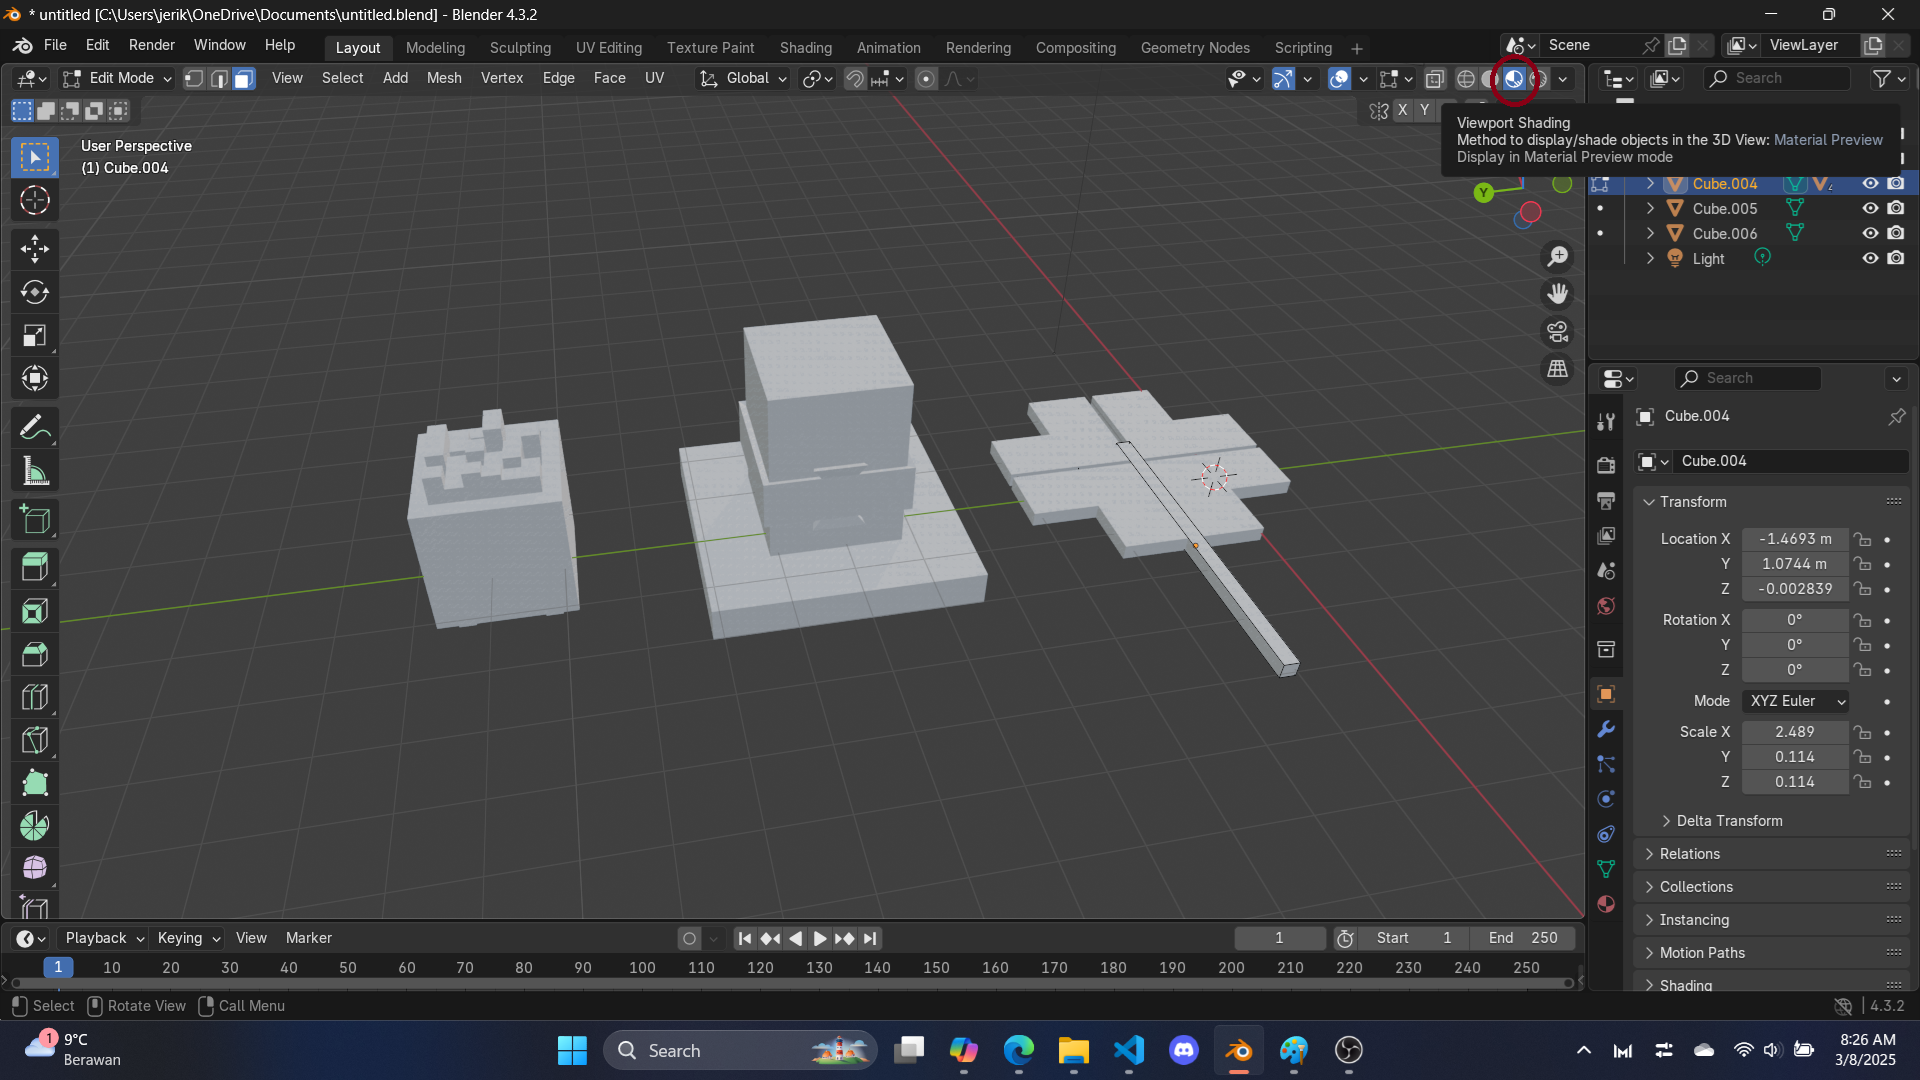 * untitled [C:\Users\jerik\OneDrive\Documents\untitled.blend] - Blender 4.3.2
File Edit Render Window Help
Layout Modeling Sculpting UV Editing Texture Paint Shading Animation Rendering Compositing Geometry Nodes Scripting
Scene
ViewLayer
Edit Mode View Select Add Mesh Vertex Edge Face UV Global
Search
X Y
User Perspective
(1) Cube.004
Viewport Shading
Method to display/shade objects in the 3D View: Material Preview
Display in Material Preview mode
Y
Cube.004
Cube.005
Cube.006
Light
Search
Cube.004
Cube.004
Transform
Location X -1.4693 m
Y 1.0744 m
Z -0.002839
Rotation X 0°
Y 0°
Z 0°
Mode XYZ Euler
Scale X 2.489
Y 0.114
Z 0.114
Delta Transform
Relations
Collections
Instancing
Motion Paths
Shading
Playback Keying View Marker
1 Start 1 End 250
1 10 20 30 40 50 60 70 80 90 100 110 120 130 140 150 160 170 180 190 200 210 220 230 240 250
Select Rotate View Call Menu
4.3.2
1
9°C
Berawan
Search
8:26 AM
3/8/2025